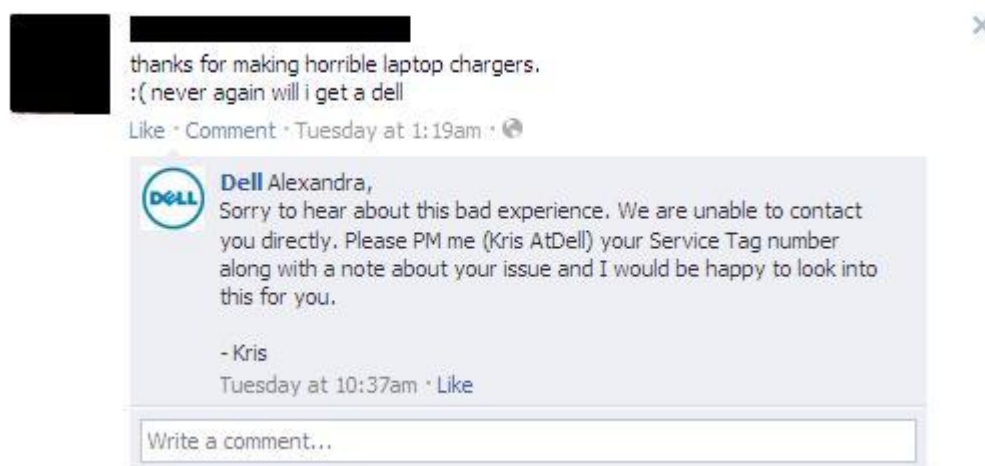 thanks for making horrible laptop chargers.
:( never again will i get a dell
Like · Comment · Tuesday at 1:19am ·
DELL
Dell Alexandra,
Sorry to hear about this bad experience. We are unable to contact
you directly. Please PM me (Kris AtDell) your Service Tag number
along with a note about your issue and I would be happy to look into
this for you.
- Kris
Tuesday at 10:37am · Like
Write a comment...